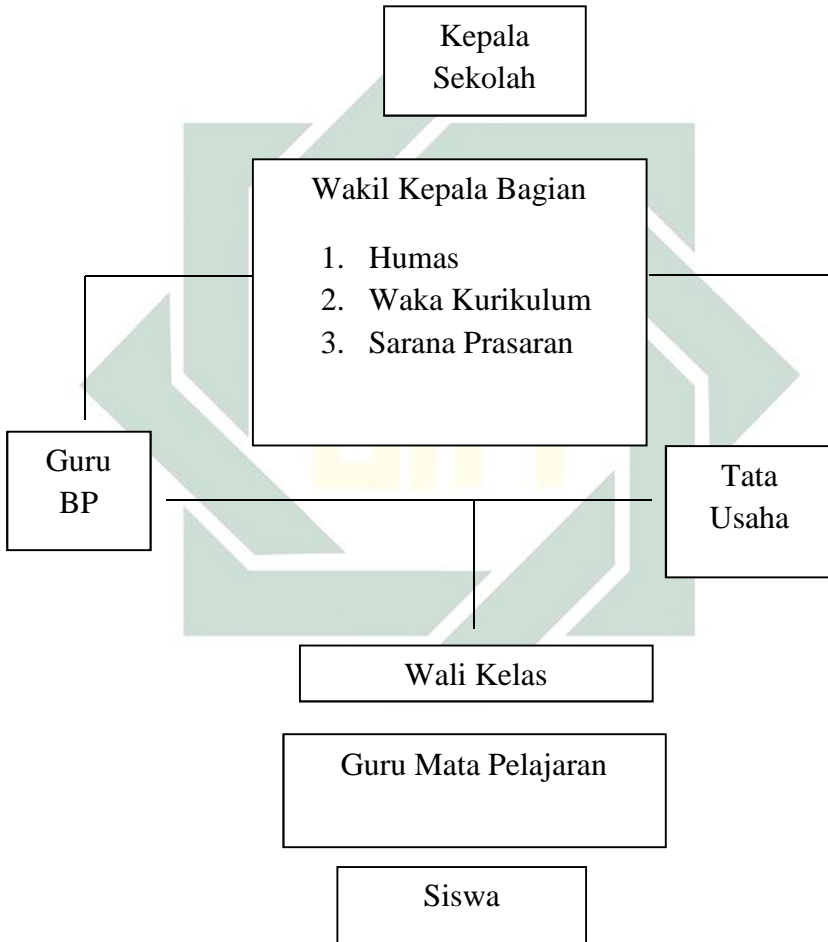 Kepala
Sekolah
Wakil Kepala Bagian
1. Humas
2. Waka Kurikulum
3. Sarana Prasaran
Guru
BP
Tata
Usaha
Wali Kelas
Guru Mata Pelajaran
Siswa